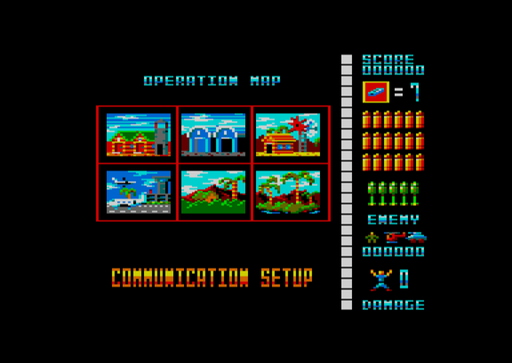 OPERATION MAP
COMMUNICATION SETUP
SCORE
000000
= 7
ENEMY
000000
0
DAMAGE